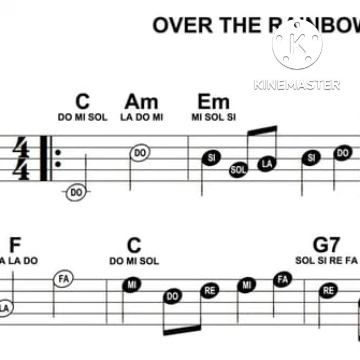 OVER THE RAINBOW
K
KINEMASTER
C Am Em
DO MI SOL LA DO MI MI SOL SI
4
4
DO DO SI SOL LA SI DO
F C G7
A LA DO DO MI SOL SOL SI RE FA
LA FA MI DO RE MI FA RE